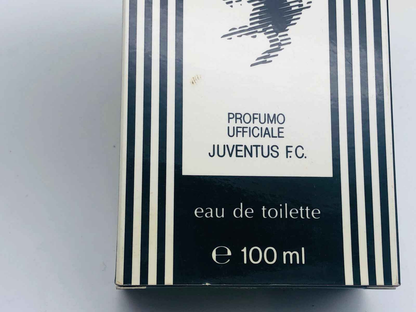 PROFUMO
UFFICIALE
JUVENTUS F.C.
eau de toilette
℮ 100 ml